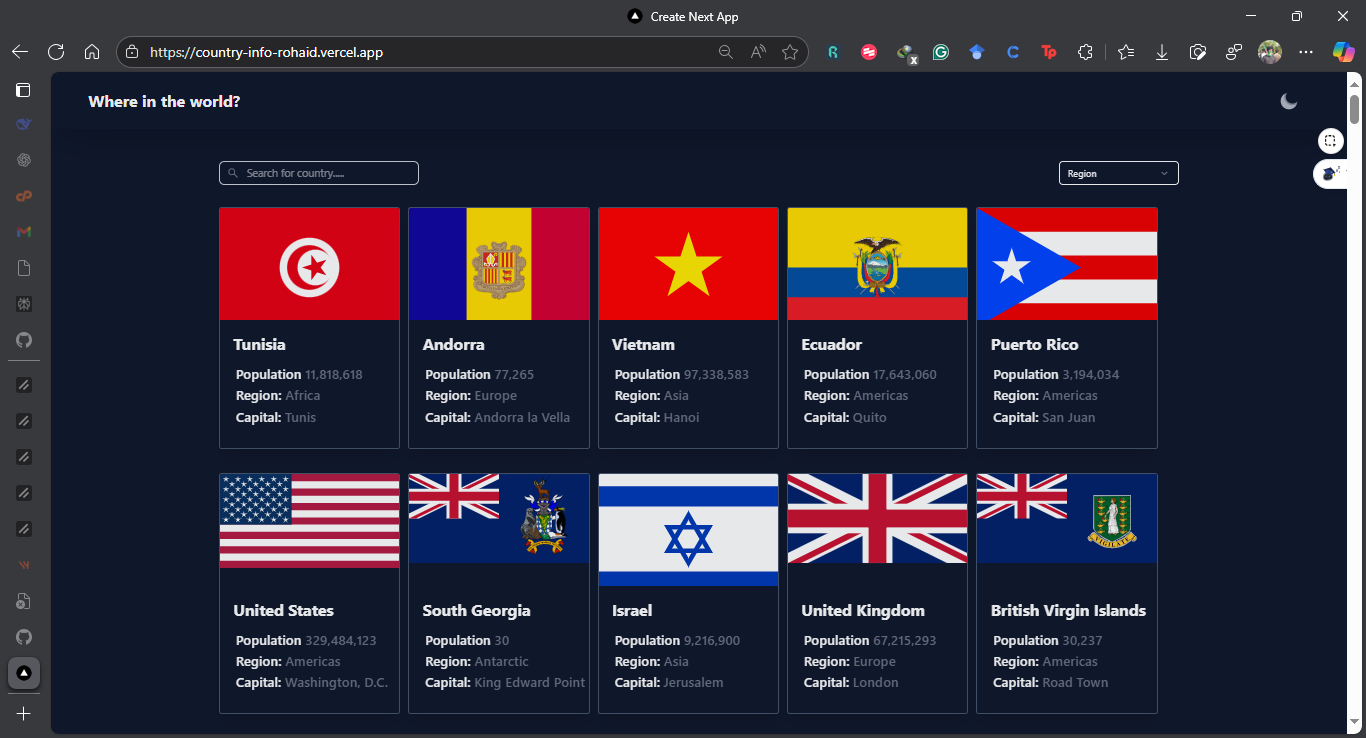 Create Next App
https://country-info-rohaid.vercel.app
Where in the world?
Search for country.....
Region
Tunisia
Population 11,818,618
Region: Africa
Capital: Tunis
Andorra
Population 77,265
Region: Europe
Capital: Andorra la Vella
Vietnam
Population 97,338,583
Region: Asia
Capital: Hanoi
Ecuador
Population 17,643,060
Region: Americas
Capital: Quito
Puerto Rico
Population 3,194,034
Region: Americas
Capital: San Juan
United States
Population 329,484,123
Region: Americas
Capital: Washington, D.C.
South Georgia
Population 30
Region: Antarctic
Capital: King Edward Point
Israel
Population 9,216,900
Region: Asia
Capital: Jerusalem
United Kingdom
Population 67,215,293
Region: Europe
Capital: London
VIGILATE
British Virgin Islands
Population 30,237
Region: Americas
Capital: Road Town